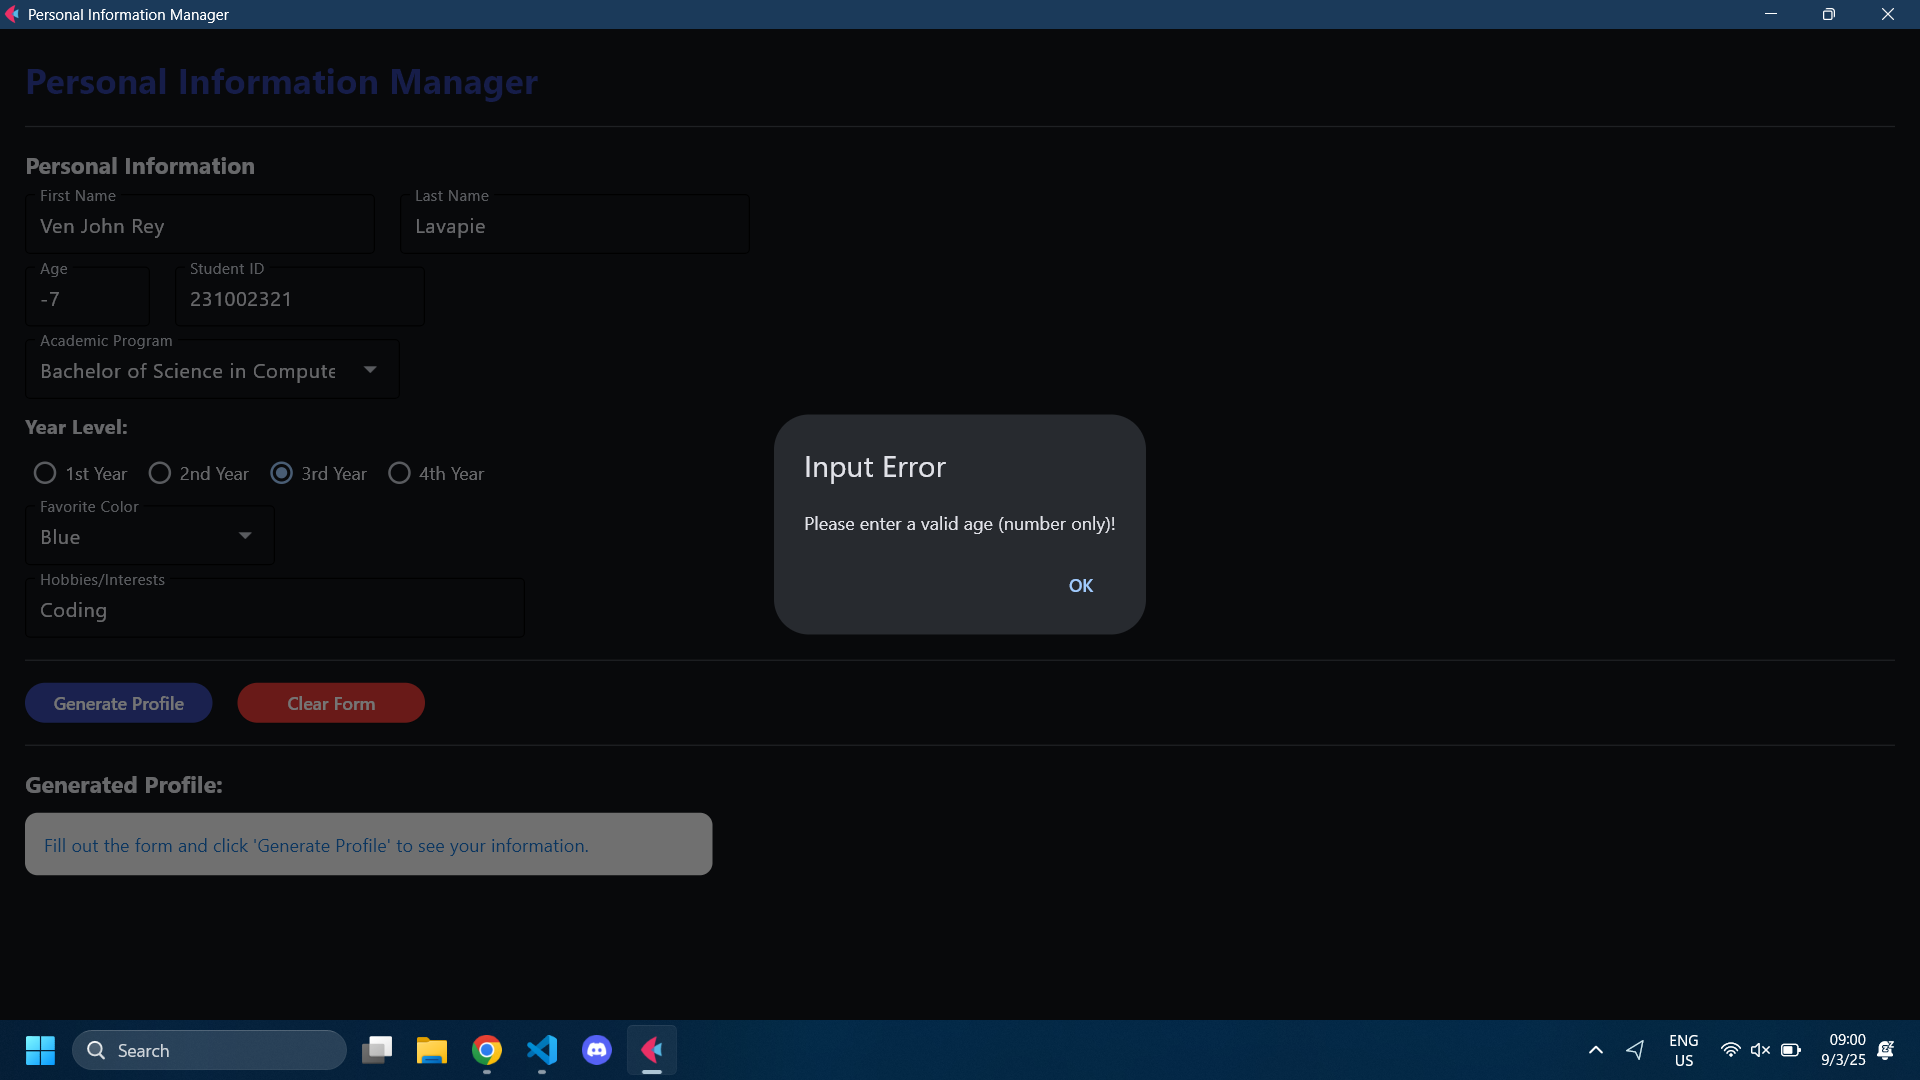 Personal Information Manager
Personal Information Manager
Personal Information
First Name
Last Name
Ven John Rey
Lavapie
Age
Student ID
-7
231002321
Academic Program
Bachelor of Science in Compute
Year Level:
1st Year
2nd Year
3rd Year
4th Year
Favorite Color
Blue
Hobbies/Interests
Coding
Input Error
Please enter a valid age (number only)!
OK
Generate Profile
Clear Form
Generated Profile:
Fill out the form and click 'Generate Profile' to see your information.
Search
ENG
US
09:00
9/3/25